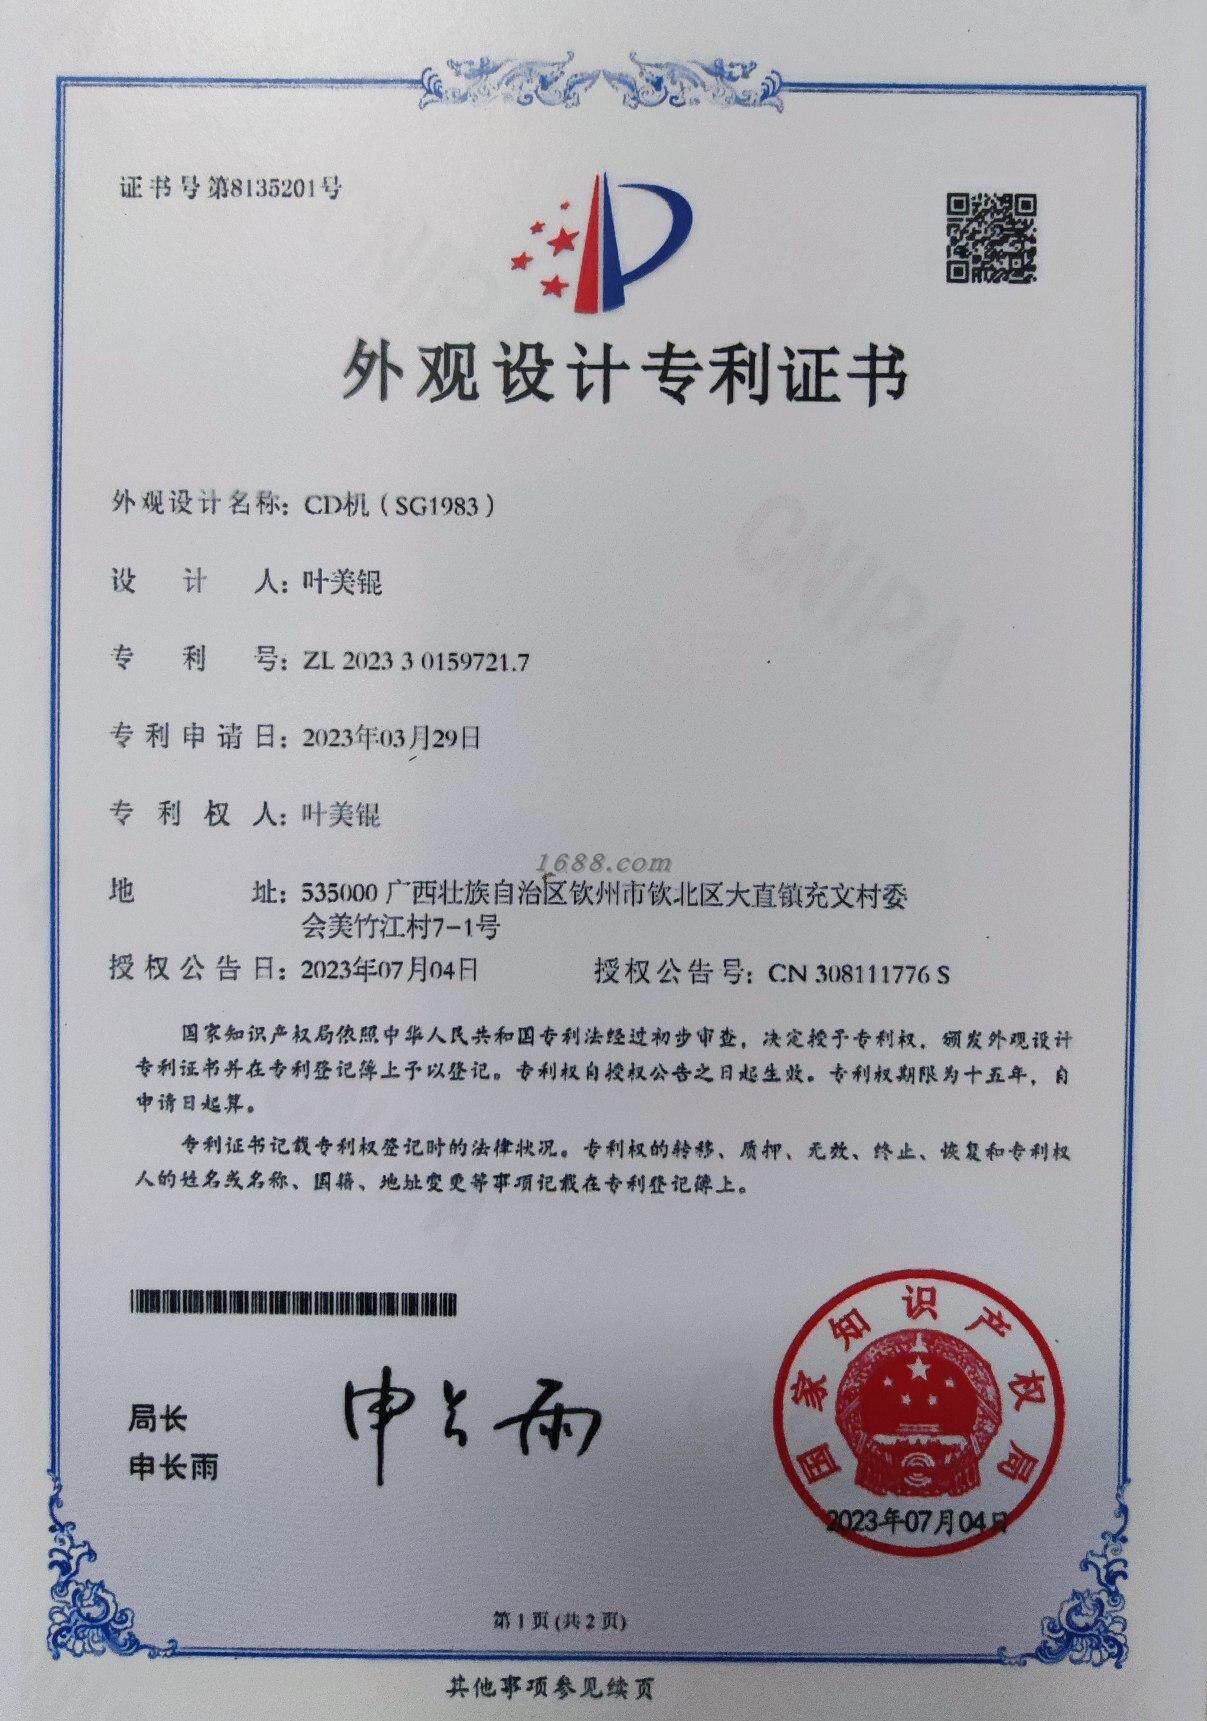 证书号第8135201号
外观设计专利证书
外观设计名称：CD机（SG1983）
设计人：叶美锟
专利号：ZL 2023 3 0159721.7
专利申请日：2023年03月29日
专利权人：叶美锟
1688.com
地址：535000 广西壮族自治区钦州市钦北区大直镇充文村委
会美竹江村7-1号
授权公告日：2023年07月04日 授权公告号：CN 308111776 S
国家知识产权局依照中华人民共和国专利法经过初步审查，决定授予专利权，颁发外观设计
专利证书并在专利登记簿上予以登记。专利权自授权公告之日起生效。专利权期限为十五年，自
申请日起算。
专利证书记载专利权登记时的法律状况。专利权的转移、质押、无效、终止、恢复和专利权
人的姓名或名称、国籍、地址变更等事项记载在专利登记簿上。
局长
申长雨
申长雨
国家知识产权局
2023年07月04日
第 1 页 (共 2 页)
其他事项参见续页
CNIPA